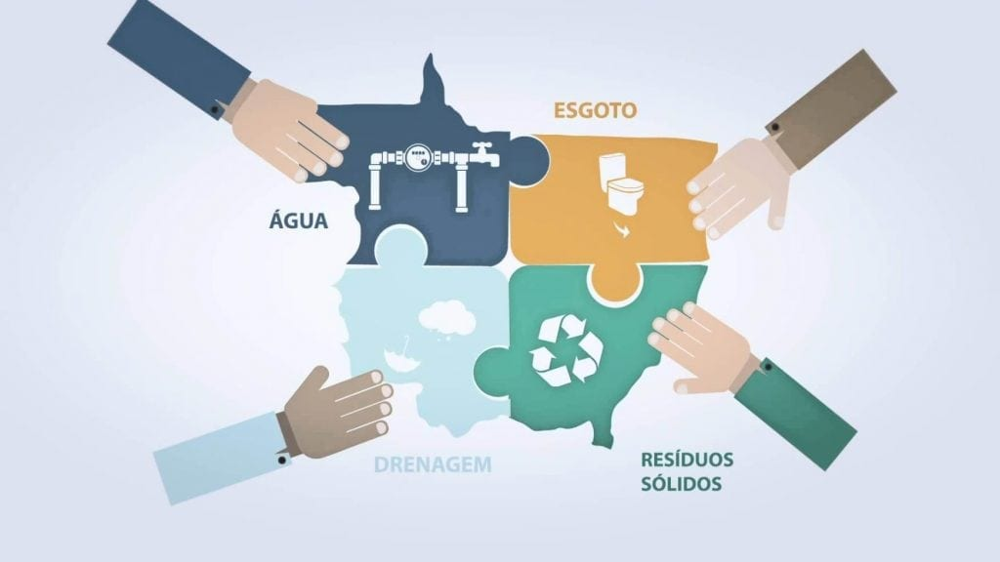 ESGOTO
ÁGUA
DRENAGEM
RESÍDUOS
SÓLIDOS